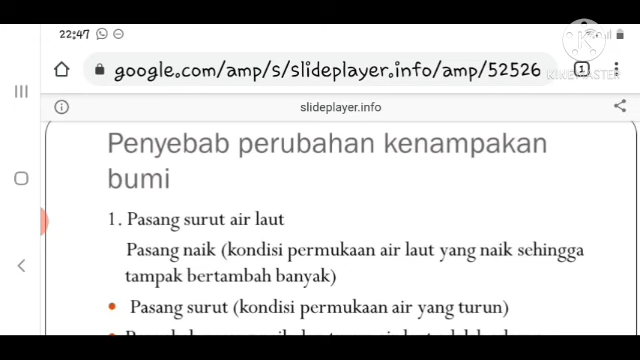 22:47
google.com/amp/s/slideplayer.info/amp/52526
1
KINEMASTER
slideplayer.info
Penyebab perubahan kenampakan
bumi
1. Pasang surut air laut
Pasang naik (kondisi permukaan air laut yang naik sehingga
tampak bertambah banyak)
• Pasang surut (kondisi permukaan air yang turun)